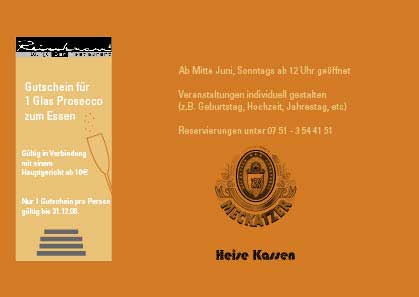 Gutschein für
1 Glas Prosecco
zum Essen
Gültig in Verbindung
mit einem
Hauptgericht ab 10€
Nur 1 Gutschein pro Person
gültig bis 31.12.08.
Ab Mitte Juni, Sonntags ab 12 Uhr geöffnet
Veranstaltungen individuell gestalten
(z.B. Geburtstag, Hochzeit, Jahrestag, etc)
Reservierungen unter 07 51 - 3 54 41 51
MECKATZER
Heise Kassen